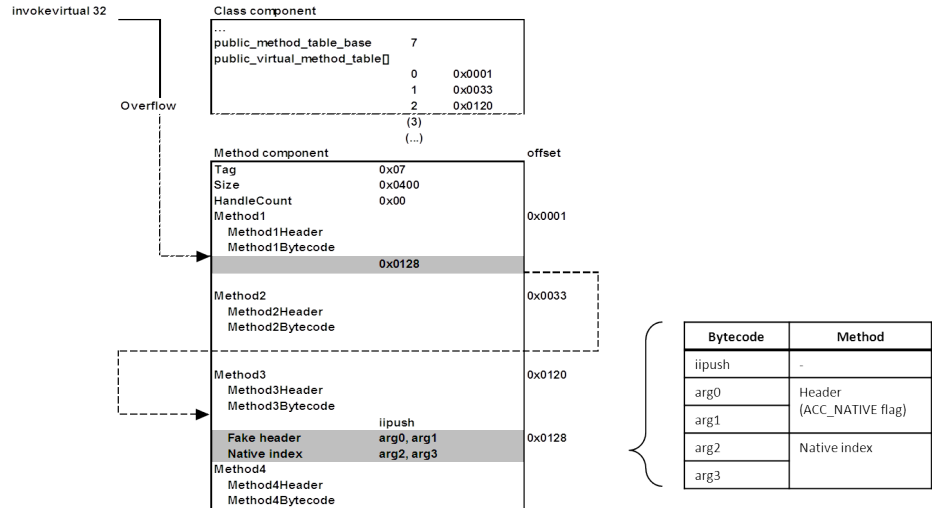 invokevirtual 32
Class component
...
public_method_table_base 7
public_virtual_method_table[]
0 0x0001
1 0x0033
2 0x0120
(3)
(...)
Overflow
Method component offset
Tag 0x07
Size 0x0400
HandleCount 0x00
Method1 0x0001
Method1Header
Method1Bytecode
0x0128
Method2 0x0033
Method2Header
Method2Bytecode
Method3 0x0120
Method3Header
Method3Bytecode
iipush
Fake header arg0, arg1 0x0128
Native index arg2, arg3
Method4
Method4Header
Method4Bytecode
Bytecode Method
iipush -
arg0 Header
(ACC_NATIVE flag)
arg1
arg2 Native index
arg3